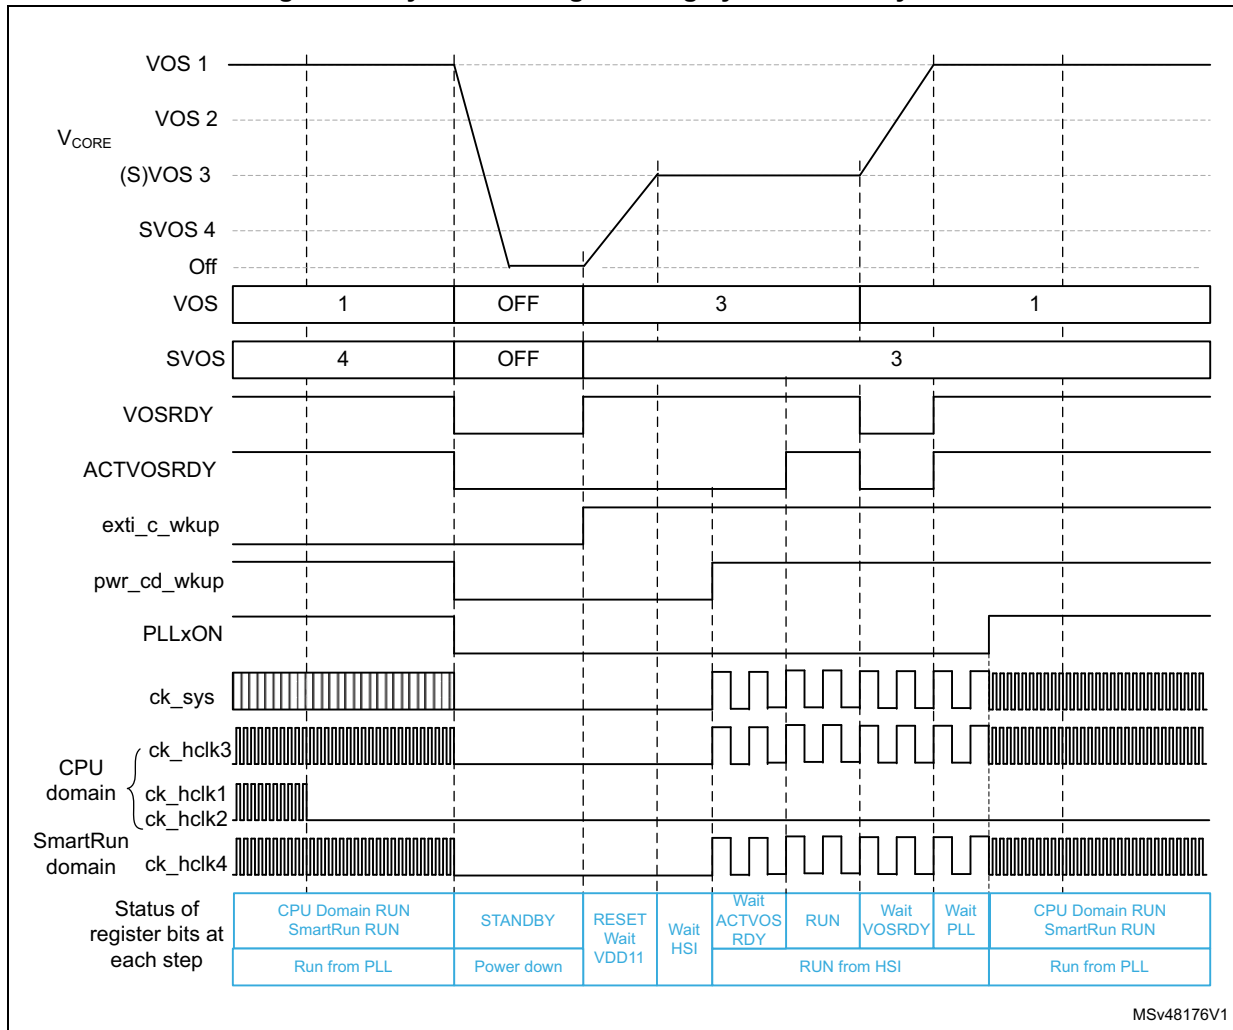 VOS 1
VOS 2
VCORE
(S)VOS 3
SVOS 4
Off
VOS 1 OFF 3 1
SVOS 4 OFF 3
VOSRDY
ACTVOSRDY
exti_c_wkup
pwr_cd_wkup
PLLxON
ck_sys
CPU
domain
ck_hclk3
ck_hclk1
ck_hclk2
SmartRun
domain
ck_hclk4
Status of
register bits at
each step
CPU Domain RUN
SmartRun RUN
STANDBY
RESET
Wait
VDD11
Wait
HSI
Wait
ACTVOS
RDY
RUN
Wait
VOSRDY
Wait
PLL
CPU Domain RUN
SmartRun RUN
Run from PLL
Power down
RUN from HSI
Run from PLL
MSv48176V1